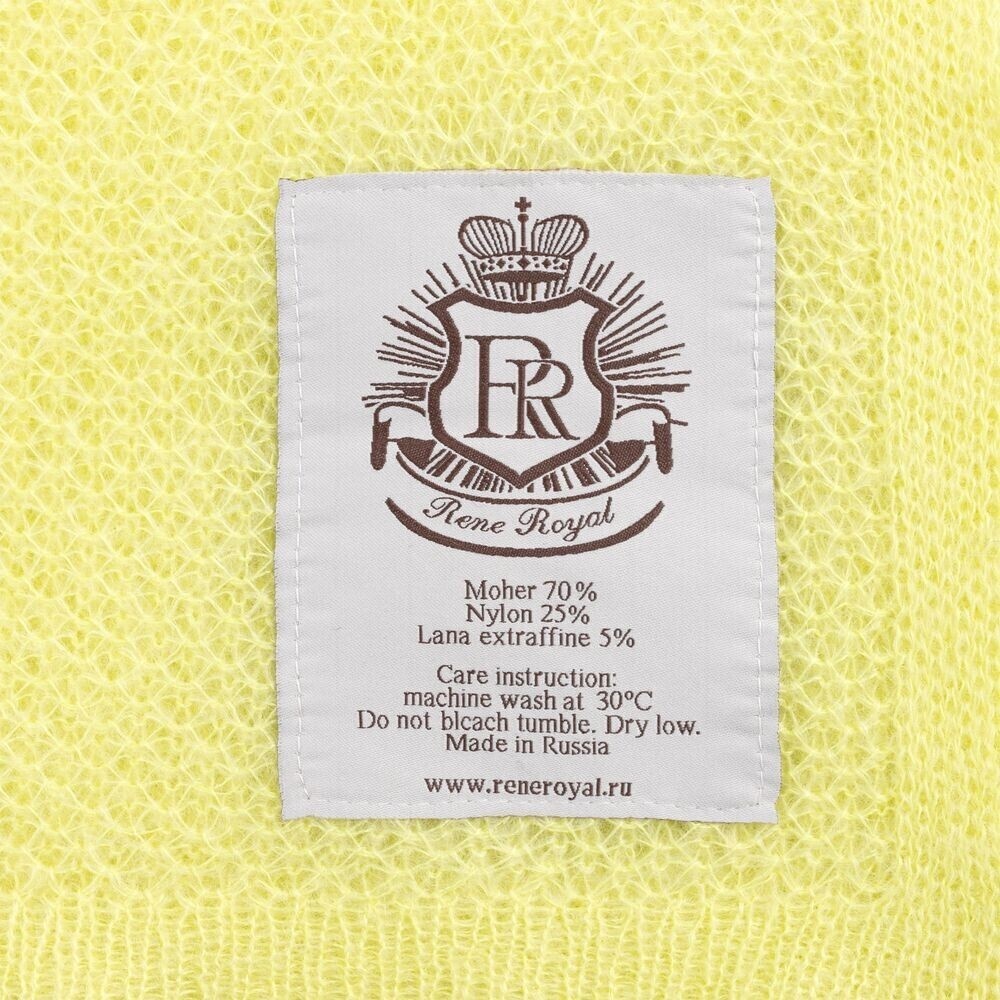 RR
Rene Royal
Moher 70%
Nylon 25%
Lana extraffine 5%
Care instruction:
machine wash at 30°C
Do not blcach tumble. Dry low.
Made in Russia
www.reneroyal.ru